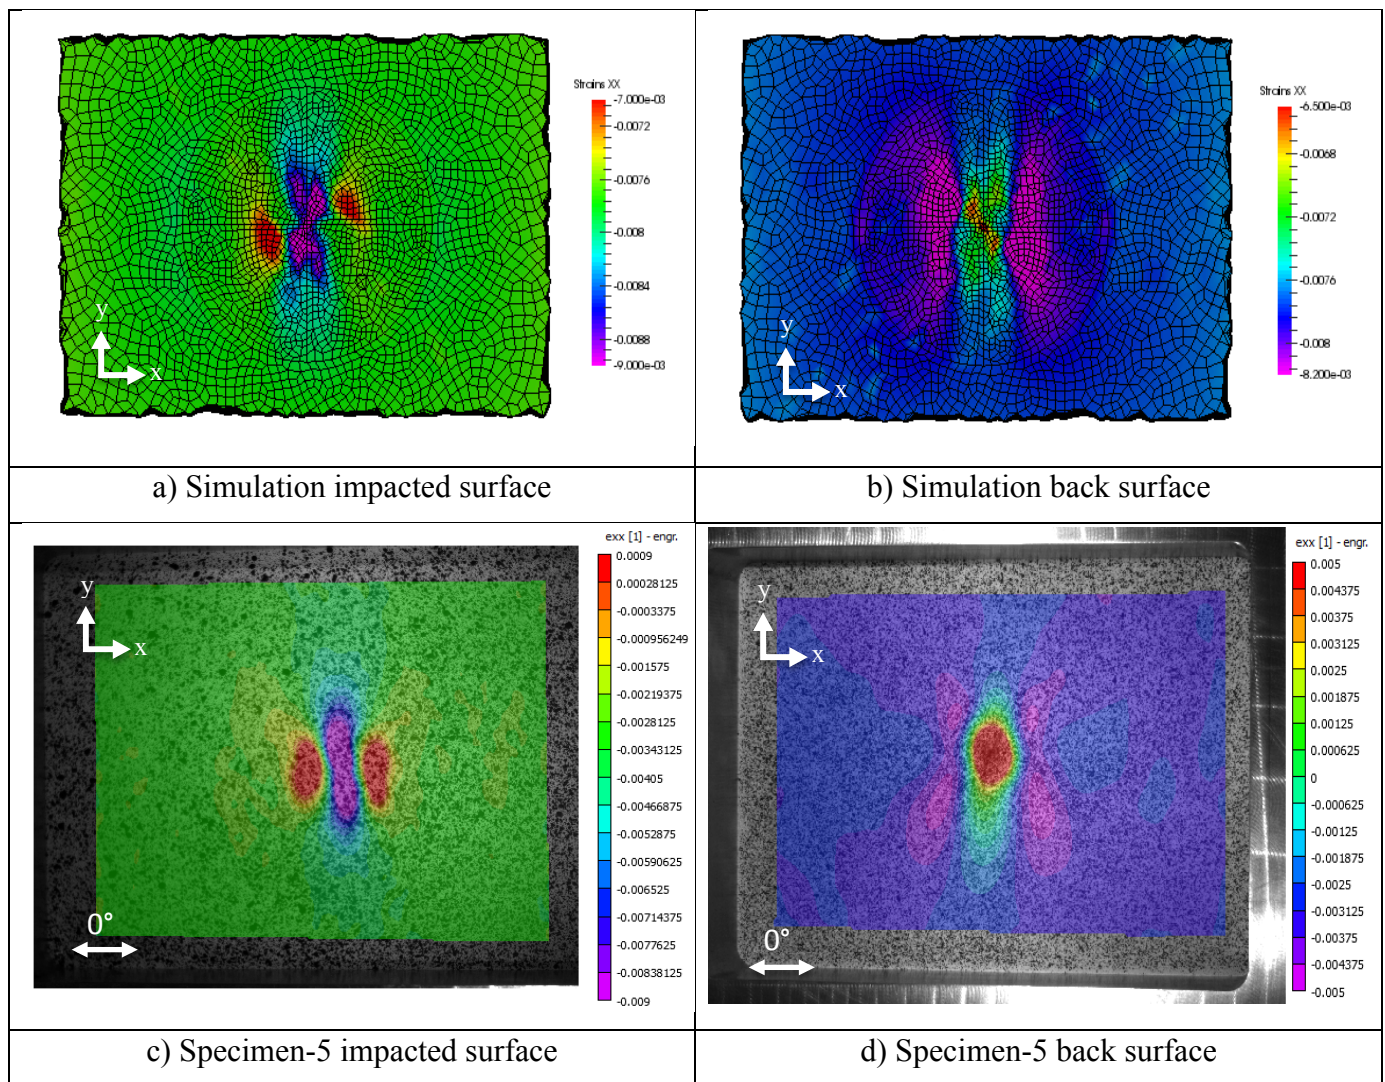 Strains XX
-7.000e-03
-0.0072
-0.0076
-0.008
-0.0084
-0.0088
-9.000e-03
y
x
Strains XX
-6.500e-03
-0.0068
-0.0072
-0.0076
-0.008
-8.200e-03
y
x
a) Simulation impacted surface
b) Simulation back surface
exx [1] - engr.
0.0009
0.00028125
-0.0003375
-0.000956249
-0.001575
-0.00219375
-0.0028125
-0.00343125
-0.00405
-0.00466875
-0.0052875
-0.00590625
-0.006525
-0.00714375
-0.0077625
-0.00838125
-0.009
y
x
0°
exx [1] - engr.
0.005
0.004375
0.00375
0.003125
0.0025
0.001875
0.00125
0.000625
0
-0.000625
-0.00125
-0.001875
-0.0025
-0.003125
-0.00375
-0.004375
-0.005
y
x
0°
c) Specimen-5 impacted surface
d) Specimen-5 back surface